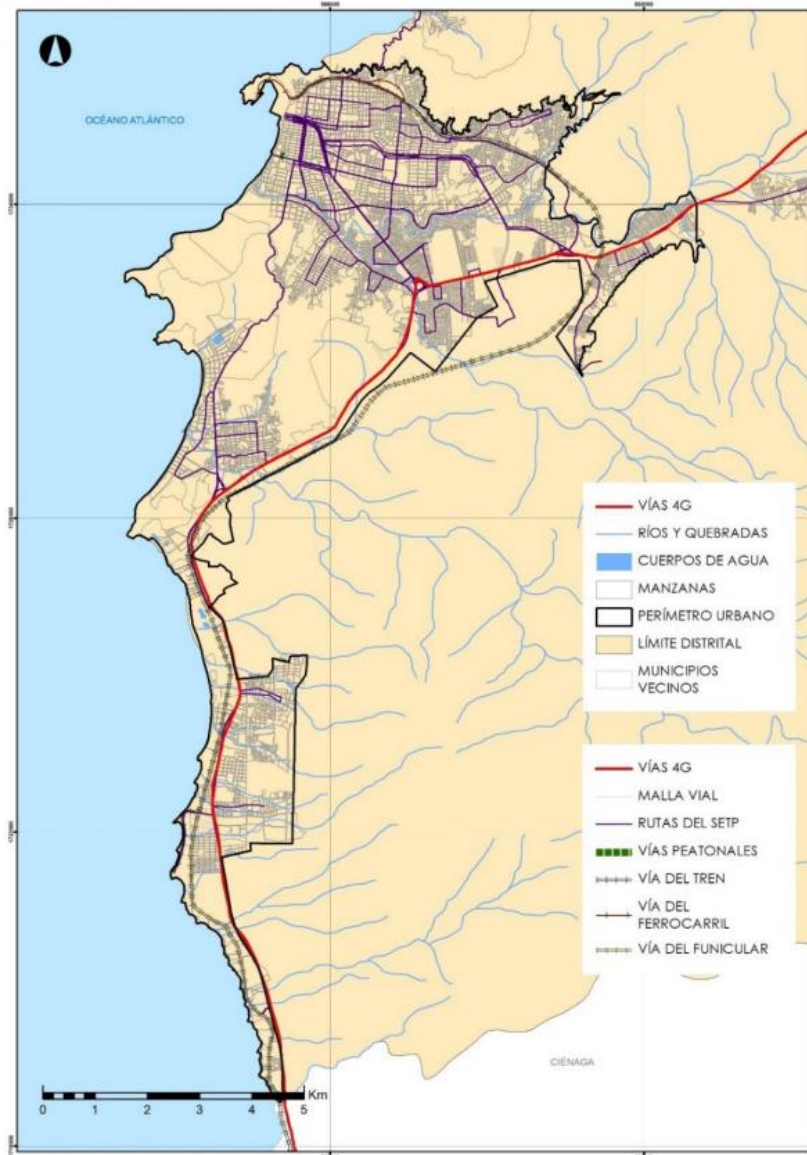 OCÉANO ATLÁNTICO
VÍAS 4G
RÍOS Y QUEBRADAS
CUERPOS DE AGUA
MANZANAS
PERÍMETRO URBANO
LÍMITE DISTRITAL
MUNICIPIOS
VECINOS
VÍAS 4G
MALLA VIAL
RUTAS DEL SETP
VÍAS PEATONALES
VÍA DEL TREN
VÍA DEL
FERROCARRIL
VÍA DEL FUNICULAR
CIÉNAGA
Km
0 1 2 3 4 5